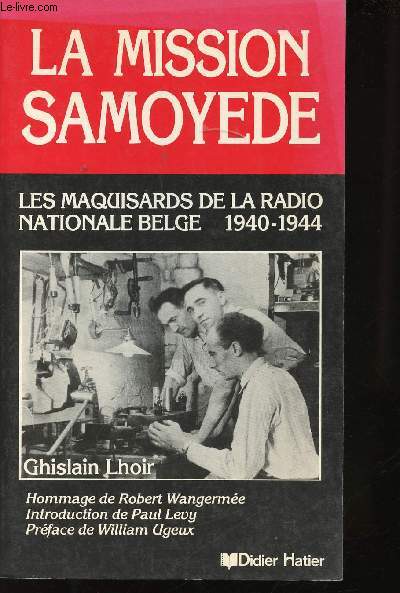 Le-livre.com
LA MISSION
SAMOYEDE
LES MAQUISARDS DE LA RADIO
NATIONALE BELGE 1940-1944
Ghislain Lhoir
Hommage de Robert Wangermée
Introduction de Paul Levy
Préface de William Ugeux
Didier Hatier